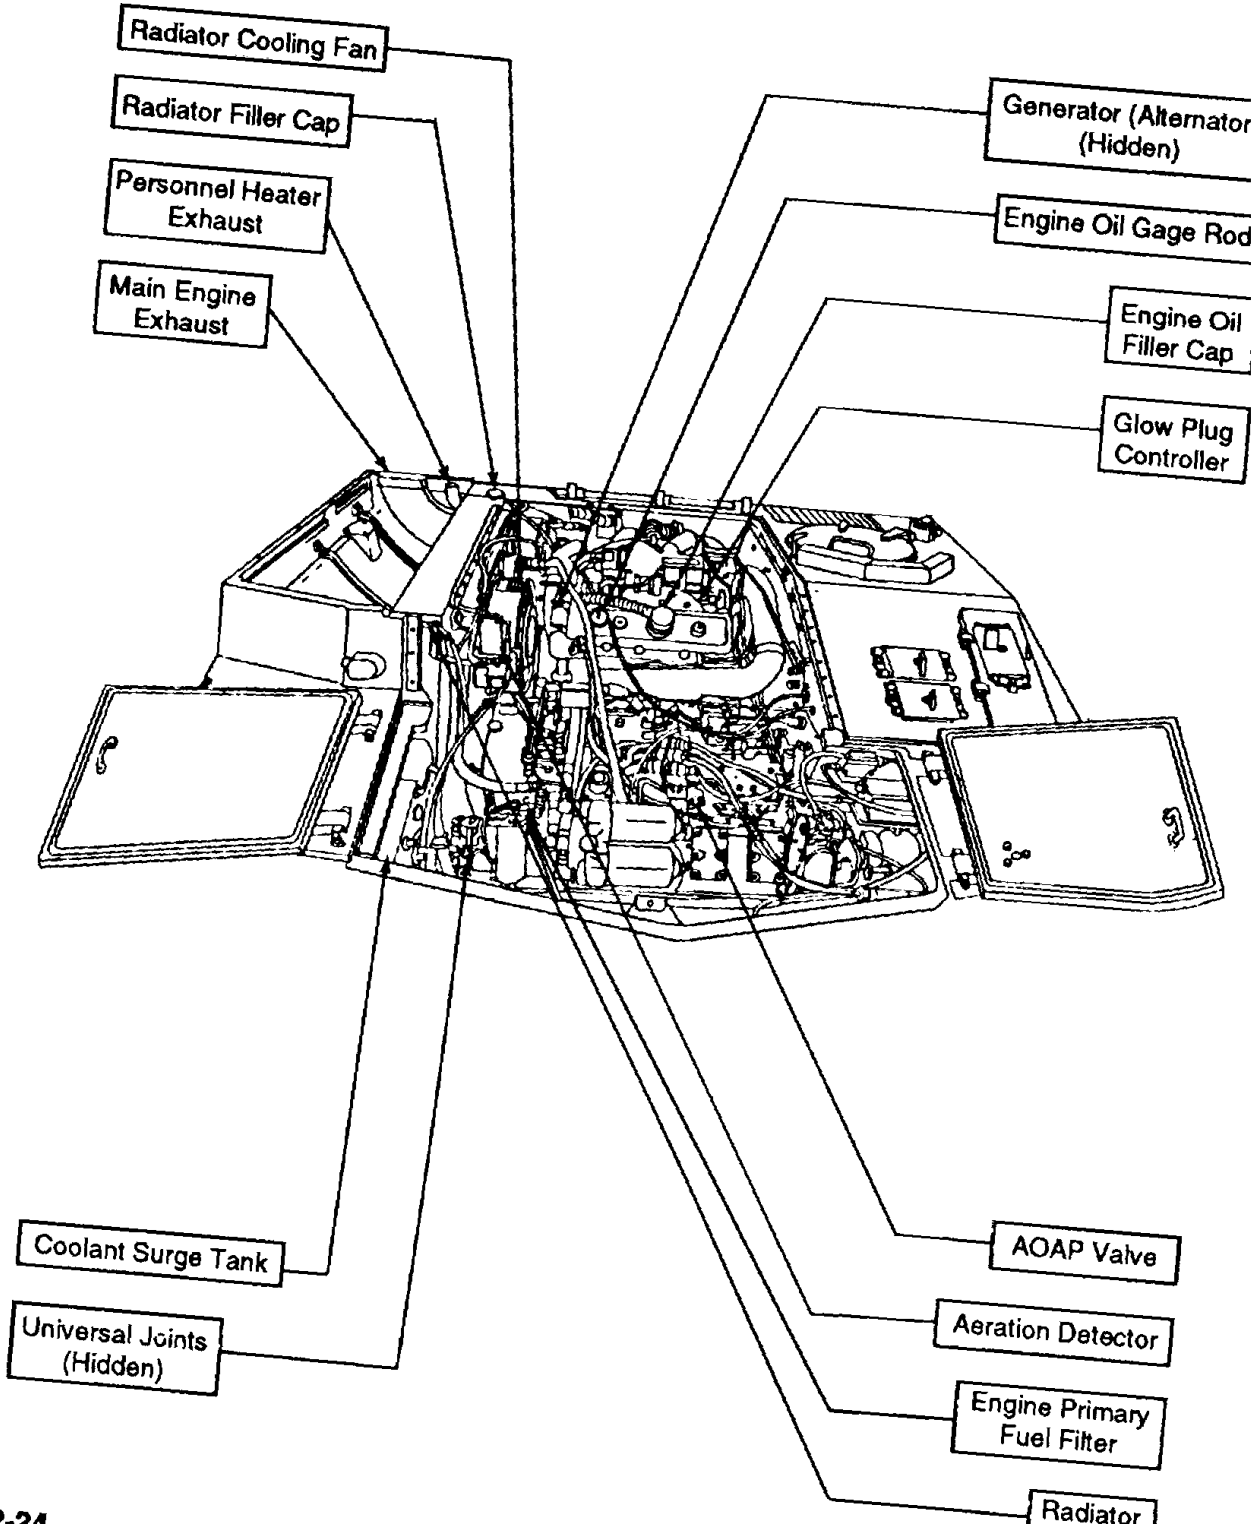 Radiator Cooling Fan
Radiator Filler Cap
Personnel Heater
Exhaust
Main Engine
Exhaust
Generator (Alternator
(Hidden)
Engine Oil Gage Rod
Engine Oil
Filler Cap
Glow Plug
Controller
Coolant Surge Tank
Universal Joints
(Hidden)
AOAP Valve
Aeration Detector
Engine Primary
Fuel Filter
Radiator
2-24